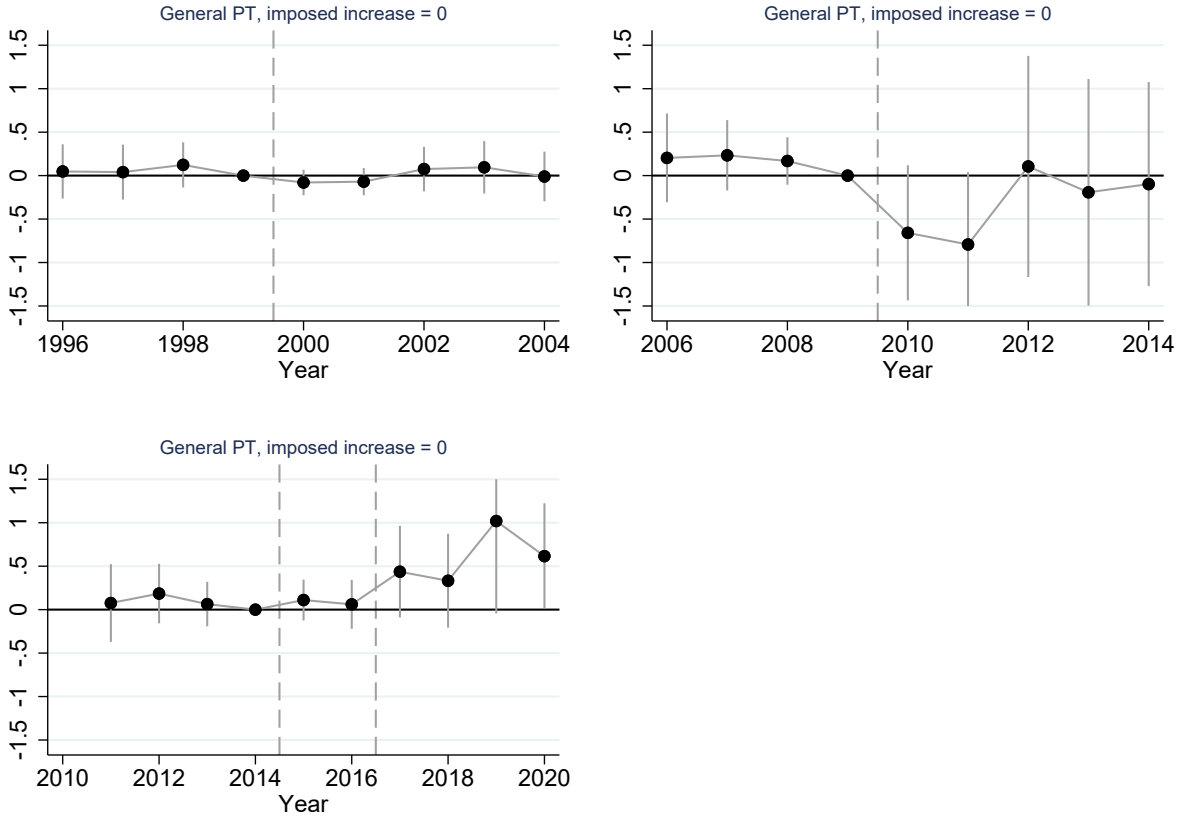 General PT, imposed increase = 0
1.5
1
.5
0
-.5
-1
-1.5
1996 1998 2000 2002 2004
Year
General PT, imposed increase = 0
1.5
1
.5
0
-.5
-1
-1.5
2006 2008 2010 2012 2014
Year
General PT, imposed increase = 0
1.5
1
.5
0
-.5
-1
-1.5
2010 2012 2014 2016 2018 2020
Year